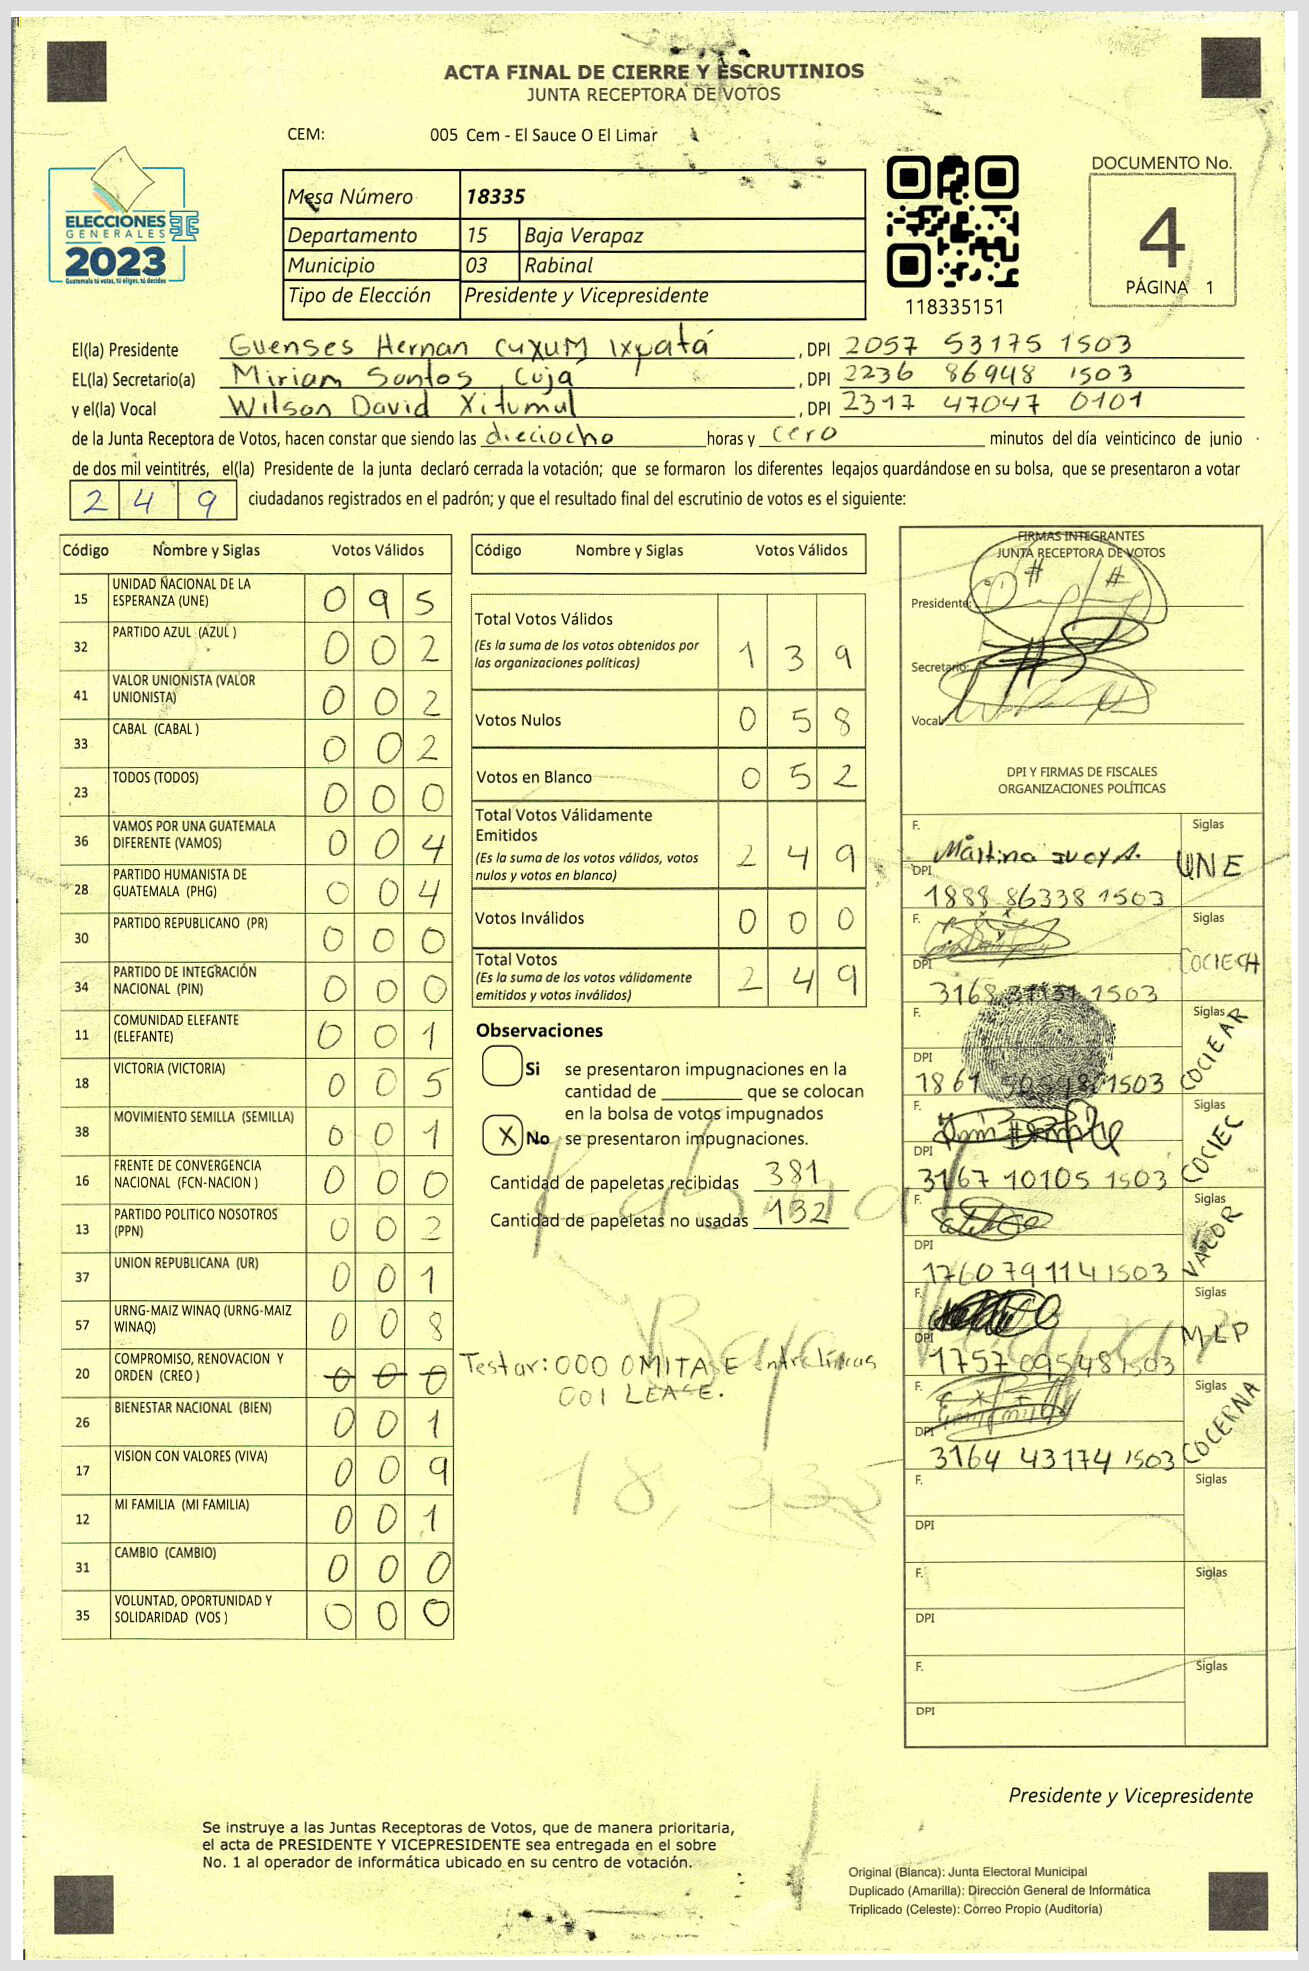 ACTA FINAL DE CIERRE Y ESCRUTINIOS
JUNTA RECEPTORA DE VOTOS
CEM: 005 Cem - El Sauce O El Limar
ELECCIONES
GENERALES
2023
Guatemala tú votas, tú eliges, tú decides
Mesa Número 18335
Departamento 15 Baja Verapaz
Municipio 03 Rabinal
Tipo de Elección Presidente y Vicepresidente
118335151
DOCUMENTO No.
4
PÁGINA 1
El(la) Presidente Guenses Hernan cuxum Ixpatá , DPI 2057 53175 1503
EL(la) Secretario(a) Miriam Santos Cujá , DPI 2236 86948 1503
y el(la) Vocal Wilson David Xitumul , DPI 2317 47047 0101
de la Junta Receptora de Votos, hacen constar que siendo las dieciocho horas y cero minutos del día veinticinco de junio
de dos mil veintitrés, el(la) Presidente de la junta declaró cerrada la votación; que se formaron los diferentes legajos quardándose en su bolsa, que se presentaron a votar
249 ciudadanos registrados en el padrón; y que el resultado final del escrutinio de votos es el siguiente:
Código Nombre y Siglas Votos Válidos
15 UNIDAD NACIONAL DE LA ESPERANZA (UNE) 0 9 5
32 PARTIDO AZUL (AZUL ) 0 0 2
41 VALOR UNIONISTA (VALOR UNIONISTA) 0 0 2
33 CABAL (CABAL ) 0 0 2
23 TODOS (TODOS) 0 0 0
36 VAMOS POR UNA GUATEMALA DIFERENTE (VAMOS) 0 0 4
28 PARTIDO HUMANISTA DE GUATEMALA (PHG) 0 0 4
30 PARTIDO REPUBLICANO (PR) 0 0 0
34 PARTIDO DE INTEGRACIÓN NACIONAL (PIN) 0 0 0
11 COMUNIDAD ELEFANTE (ELEFANTE) 0 0 1
18 VICTORIA (VICTORIA) 0 0 5
38 MOVIMIENTO SEMILLA (SEMILLA) 0 0 1
16 FRENTE DE CONVERGENCIA NACIONAL (FCN-NACION ) 0 0 0
13 PARTIDO POLITICO NOSOTROS (PPN) 0 0 2
37 UNION REPUBLICANA (UR) 0 0 1
57 URNG-MAIZ WINAQ (URNG-MAIZ WINAQ) 0 0 8
20 COMPROMISO, RENOVACION Y ORDEN (CREO ) 0 0 0
26 BIENESTAR NACIONAL (BIEN) 0 0 1
17 VISION CON VALORES (VIVA) 0 0 9
12 MI FAMILIA (MI FAMILIA) 0 0 1
31 CAMBIO (CAMBIO) 0 0 0
35 VOLUNTAD, OPORTUNIDAD Y SOLIDARIDAD (VOS ) 0 0 0
Código Nombre y Siglas Votos Válidos
Total Votos Válidos 1 3 9
(Es la suma de los votos obtenidos por
las organizaciones políticas)
Votos Nulos 0 5 8
Votos en Blanco 0 5 2
Total Votos Válidamente
Emitidos 2 4 9
(Es la suma de los votos válidos, votos
nulos y votos en blanco)
Votos Inválidos 0 0 0
Total Votos 2 4 9
(Es la suma de los votos válidamente
emitidos y votos inválidos)
Observaciones
Si se presentaron impugnaciones en la
cantidad de ________ que se colocan
en la bolsa de votos impugnados
X No se presentaron impugnaciones.
Cantidad de papeletas recibidas 381
Cantidad de papeletas no usadas 132
Rabinal
Baja Verapaz
Testar: 000 OMITASE entrelíneas
001 LEASE.
18,335
FIRMAS INTEGRANTES
JUNTA RECEPTORA DE VOTOS
Presidente:
Secretario:
Vocal
DPI Y FIRMAS DE FISCALES
ORGANIZACIONES POLÍTICAS
F. Siglas
DPI 1888 86338 1503 UNE
F. Siglas
DPI 3168 1503 COCIECH
F. Siglas
DPI 1861 1503 COCIEAR
F. Siglas
DPI 3167 10105 1503 COCIEC
F. Siglas
DPI 1760 79114 1503 VALOR
F. Siglas
DPI 1757 09548 1503 MLP
F. Siglas
DPI 3164 43174 1503 COCERNA
F. Siglas
DPI
F. Siglas
DPI
F. Siglas
DPI
Presidente y Vicepresidente
Se instruye a las Juntas Receptoras de Votos, que de manera prioritaria,
el acta de PRESIDENTE Y VICEPRESIDENTE sea entregada en el sobre
No. 1 al operador de informática ubicado en su centro de votación.
Original (Blanca): Junta Electoral Municipal
Duplicado (Amarilla): Dirección General de Informática
Triplicado (Celeste): Correo Propio (Auditoría)